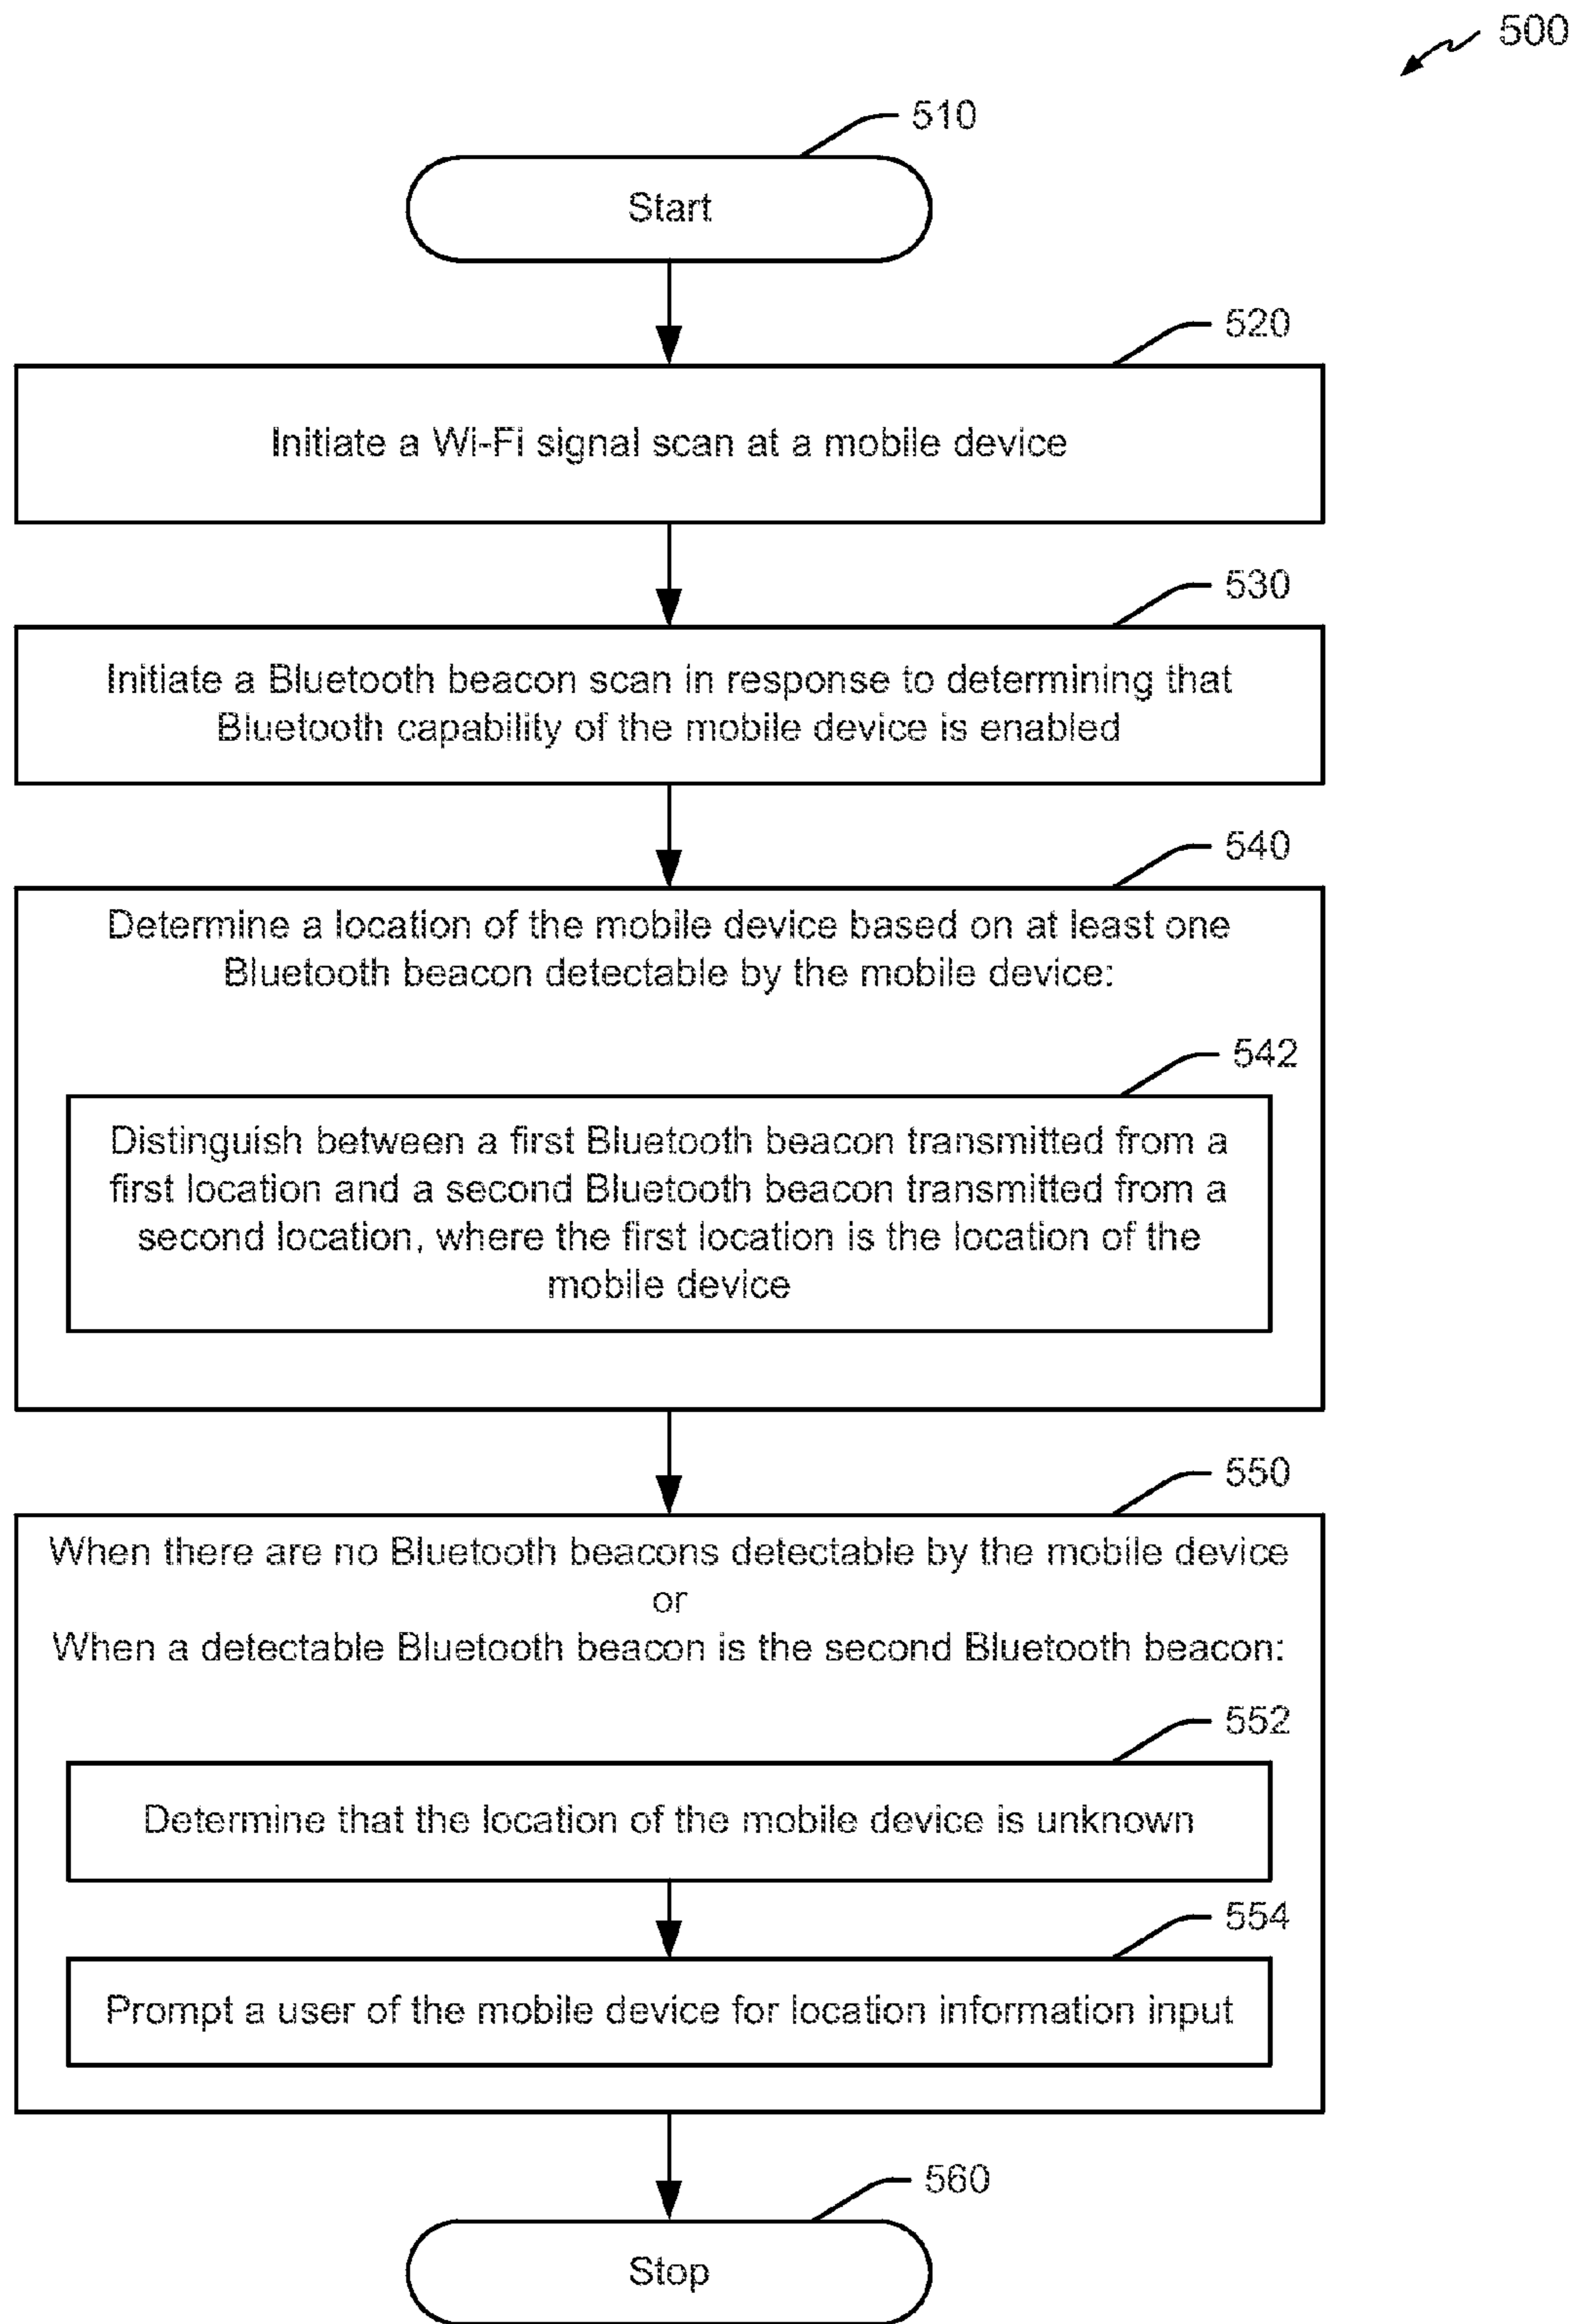 500
510
Start
520
Initiate a Wi-Fi signal scan at a mobile device
530
Initiate a Bluetooth beacon scan in response to determining that
Bluetooth capability of the mobile device is enabled
540
Determine a location of the mobile device based on at least one
Bluetooth beacon detectable by the mobile device:
542
Distinguish between a first Bluetooth beacon transmitted from a
first location and a second Bluetooth beacon transmitted from a
second location, where the first location is the location of the
mobile device
550
When there are no Bluetooth beacons detectable by the mobile device
or
When a detectable Bluetooth beacon is the second Bluetooth beacon:
552
Determine that the location of the mobile device is unknown
554
Prompt a user of the mobile device for location information input
560
Stop